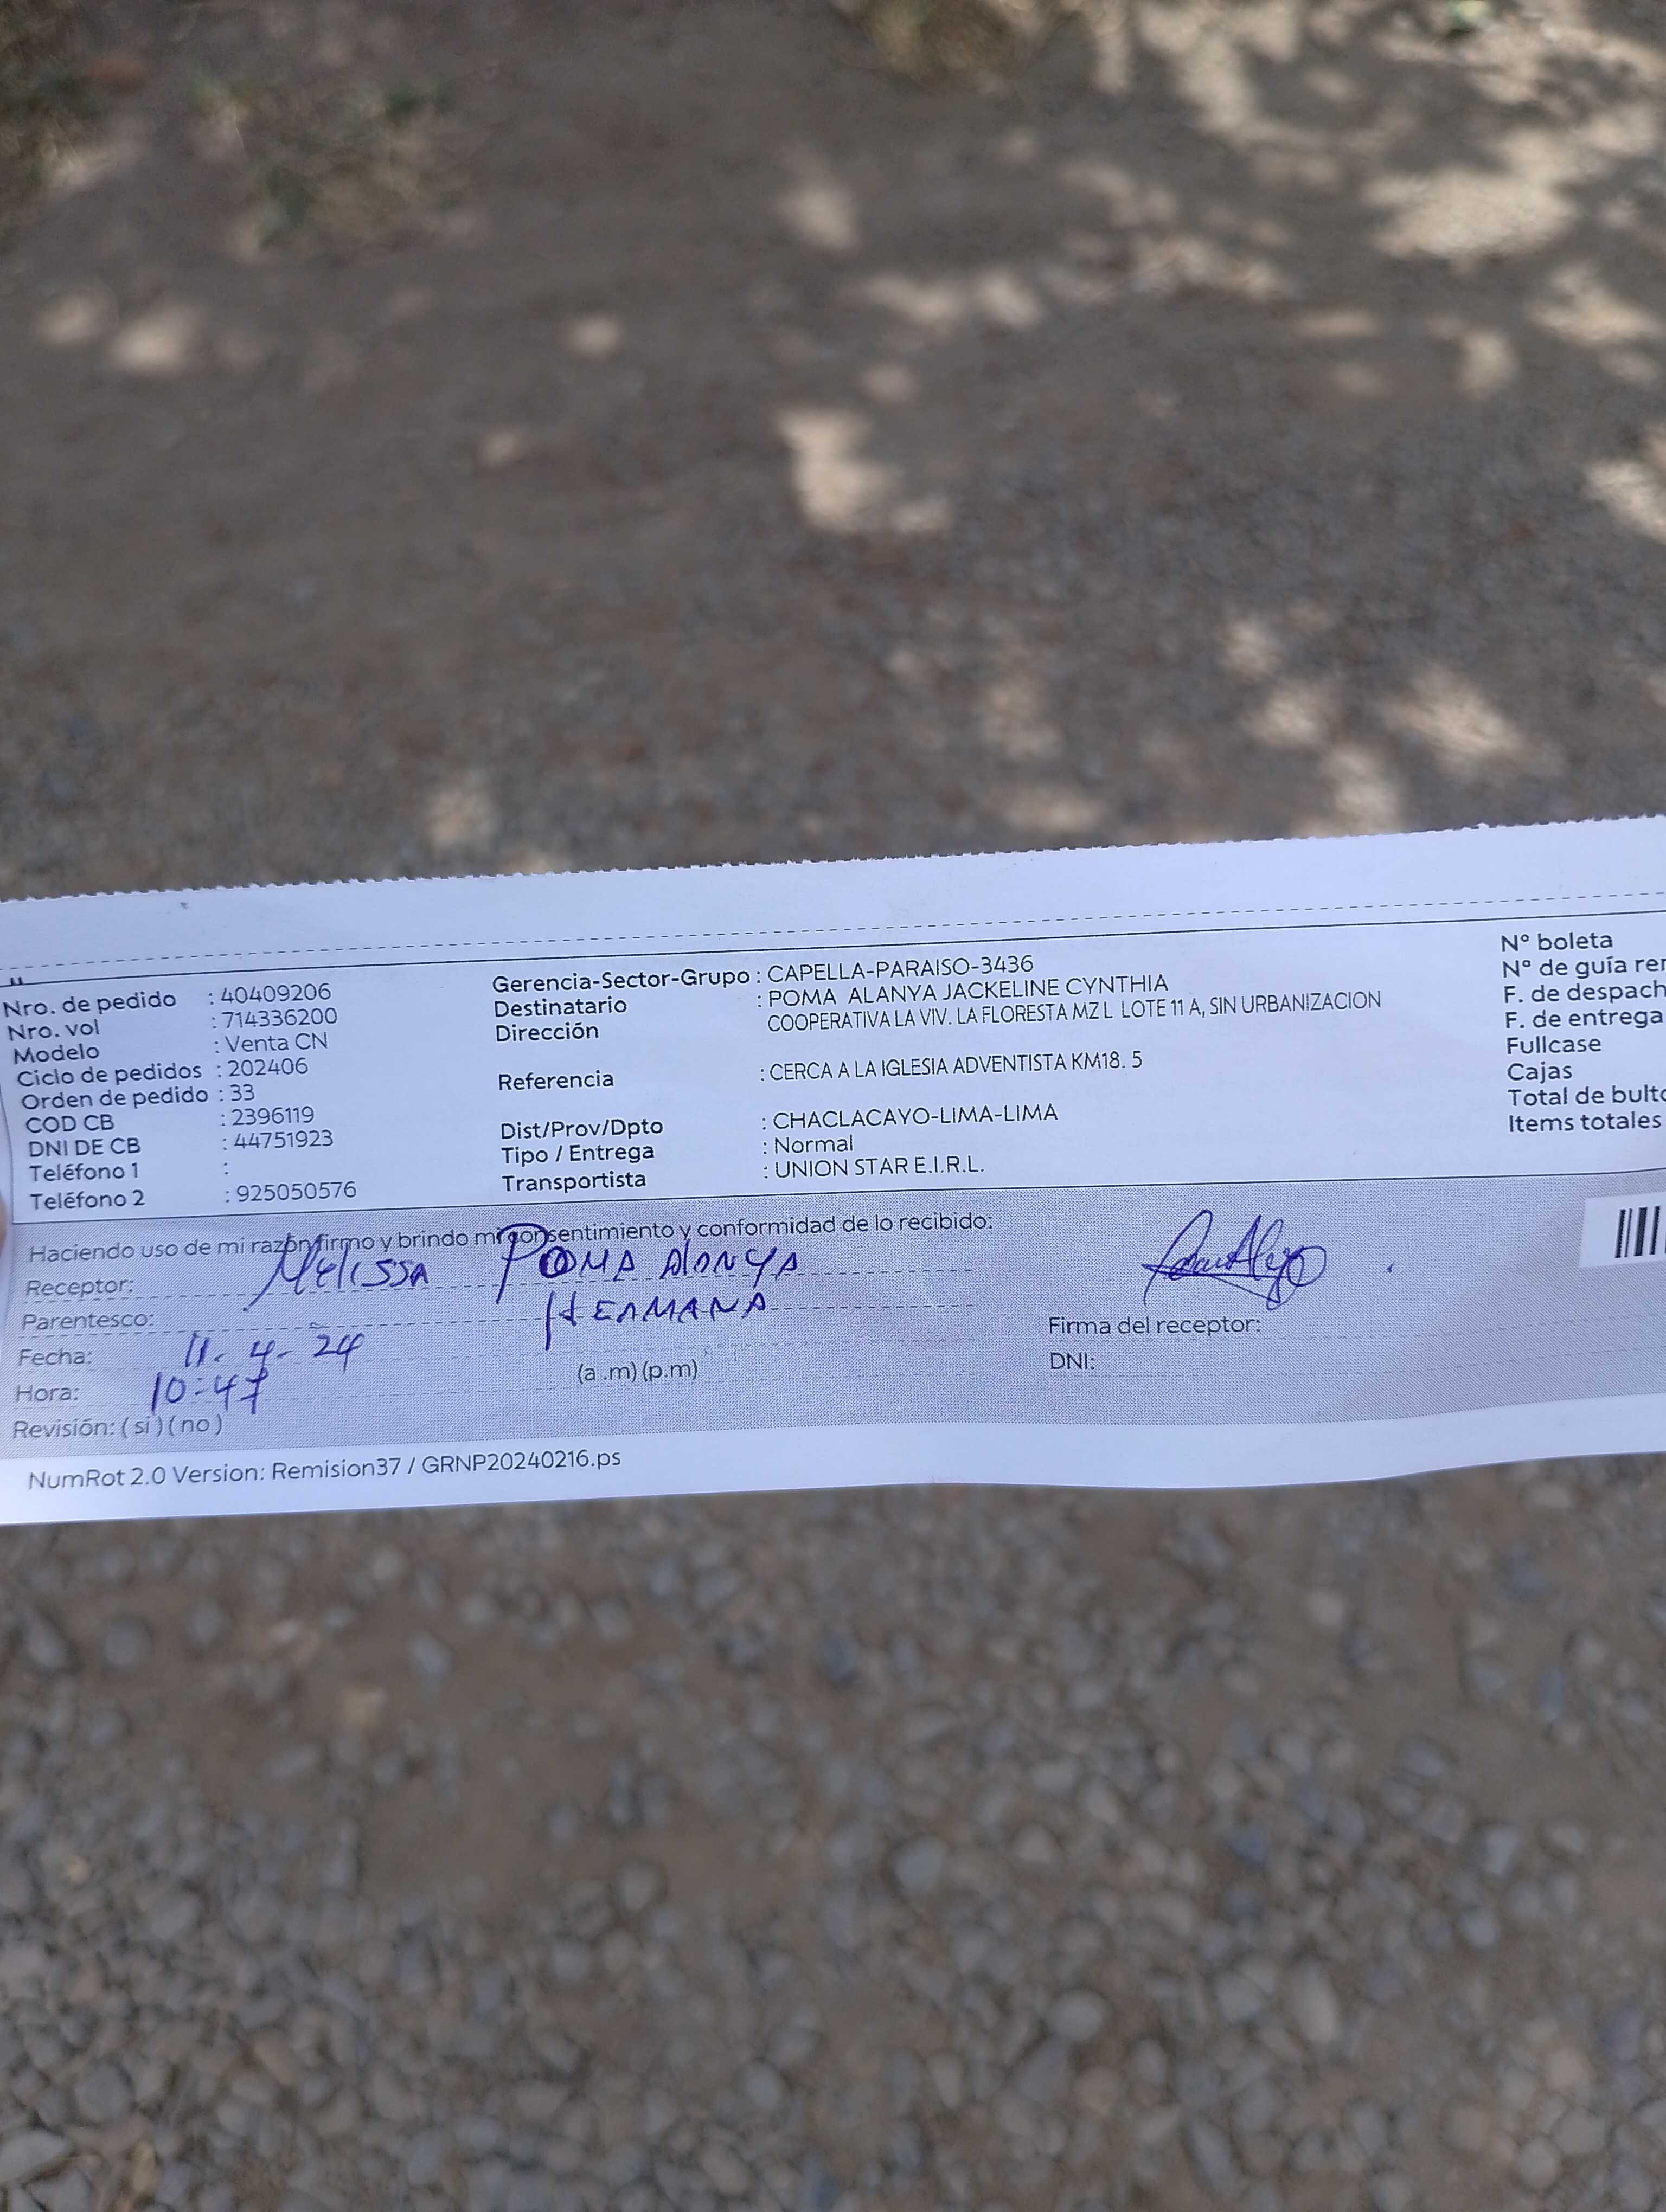 Nro. de pedido : 40409206
Nro. vol : 714336200
Modelo : Venta CN
Ciclo de pedidos : 202406
Orden de pedido : 33
COD CB : 2396119
DNI DE CB : 44751923
Teléfono 1 :
Teléfono 2 : 925050576
Gerencia-Sector-Grupo : CAPELLA-PARAISO-3436
Destinatario : POMA ALANYA JACKELINE CYNTHIA
Dirección COOPERATIVA LA VIV. LA FLORESTA MZ L LOTE 11 A, SIN URBANIZACION
Referencia : CERCA A LA IGLESIA ADVENTISTA KM18. 5
Dist/Prov/Dpto : CHACLACAYO-LIMA-LIMA
Tipo / Entrega : Normal
Transportista : UNION STAR E.I.R.L.
Nº boleta
Nº de guía rer
F. de despach
F. de entrega
Fullcase
Cajas
Total de bulto
Items totales
Haciendo uso de mi razón firmo y brindo mi consentimiento y conformidad de lo recibido:
Receptor: Melissa Poma Alanya
Parentesco: HERMANA
Fecha: 11-4-24
Hora: 10:47 (a .m) (p.m)
Revisión: ( si ) ( no )
Firma del receptor:
DNI:
NumRot 2.0 Version: Remision37 / GRNP20240216.ps